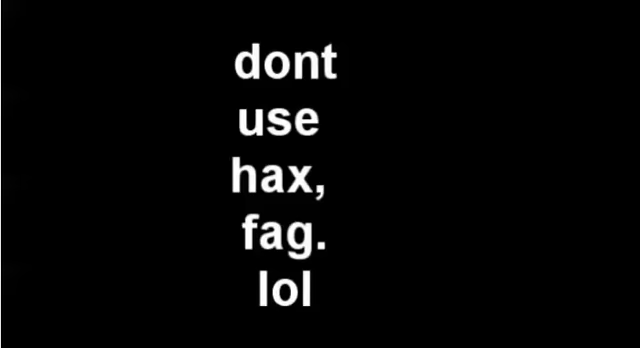 dont
use
hax,
fag.
lol